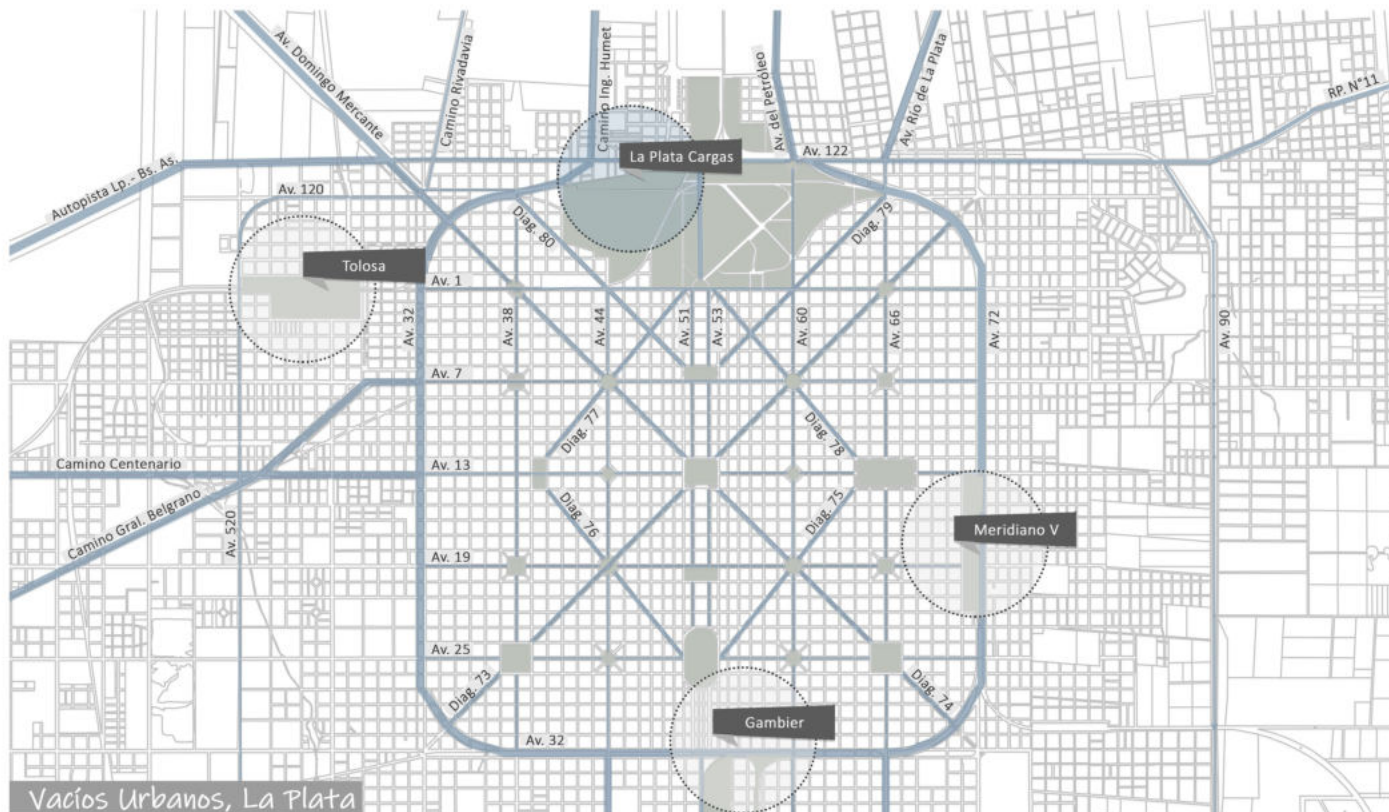 Av. Domingo Mercante
Camino Rivadavia
Camino Ing. Humet
Av. del Petróleo
Av. Río de La Plata
RP. N°11
Autopista Lp. - Bs. As.
La Plata Cargas
Av. 122
Av. 120
Diag. 80
Diag. 79
Tolosa
Av. 1
Av. 32
Av. 38
Av. 44
Av. 51
Av. 53
Av. 60
Av. 66
Av. 72
Av. 90
Av. 7
Diag. 77
Diag. 78
Camino Centenario
Av. 13
Camino Gral. Belgrano
Av. 520
Diag. 76
Diag. 75
Meridiano V
Av. 19
Av. 25
Diag. 73
Diag. 74
Gambier
Av. 32
Vacíos Urbanos, La Plata